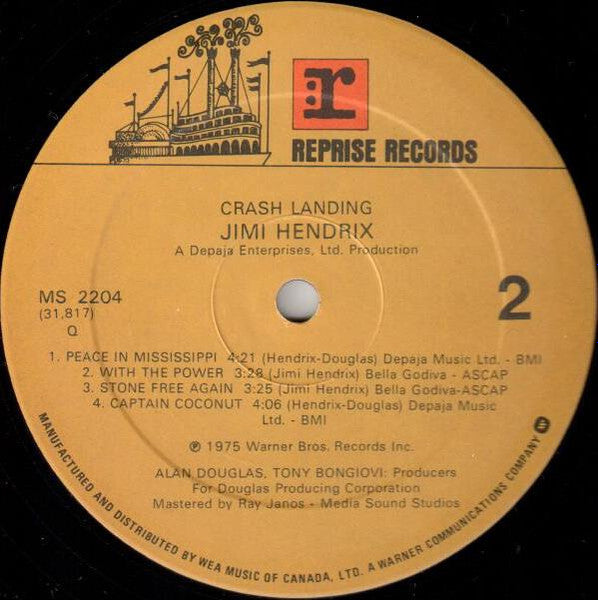 r
REPRISE RECORDS
CRASH LANDING
JIMI HENDRIX
A Depaja Enterprises, Ltd. Production
MS 2204
(31,817)
Q
2
1. PEACE IN MISSISSIPPI 4:21 (Hendrix-Douglas) Depaja Music Ltd. - BMI
2. WITH THE POWER 3:28 (Jimi Hendrix) Bella Godiva - ASCAP
3. STONE FREE AGAIN 3:25 (Jimi Hendrix) Bella Godiva-ASCAP
4. CAPTAIN COCONUT 4:06 (Hendrix-Douglas) Depaja Music
Ltd. - BMI
℗ 1975 Warner Bros. Records Inc.
ALAN DOUGLAS, TONY BONGIOVI: Producers
For Douglas Producing Corporation
Mastered by Ray Janos - Media Sound Studios
MANUFACTURED AND DISTRIBUTED BY WEA MUSIC OF CANADA, LTD. A WARNER COMMUNICATIONS COMPANY